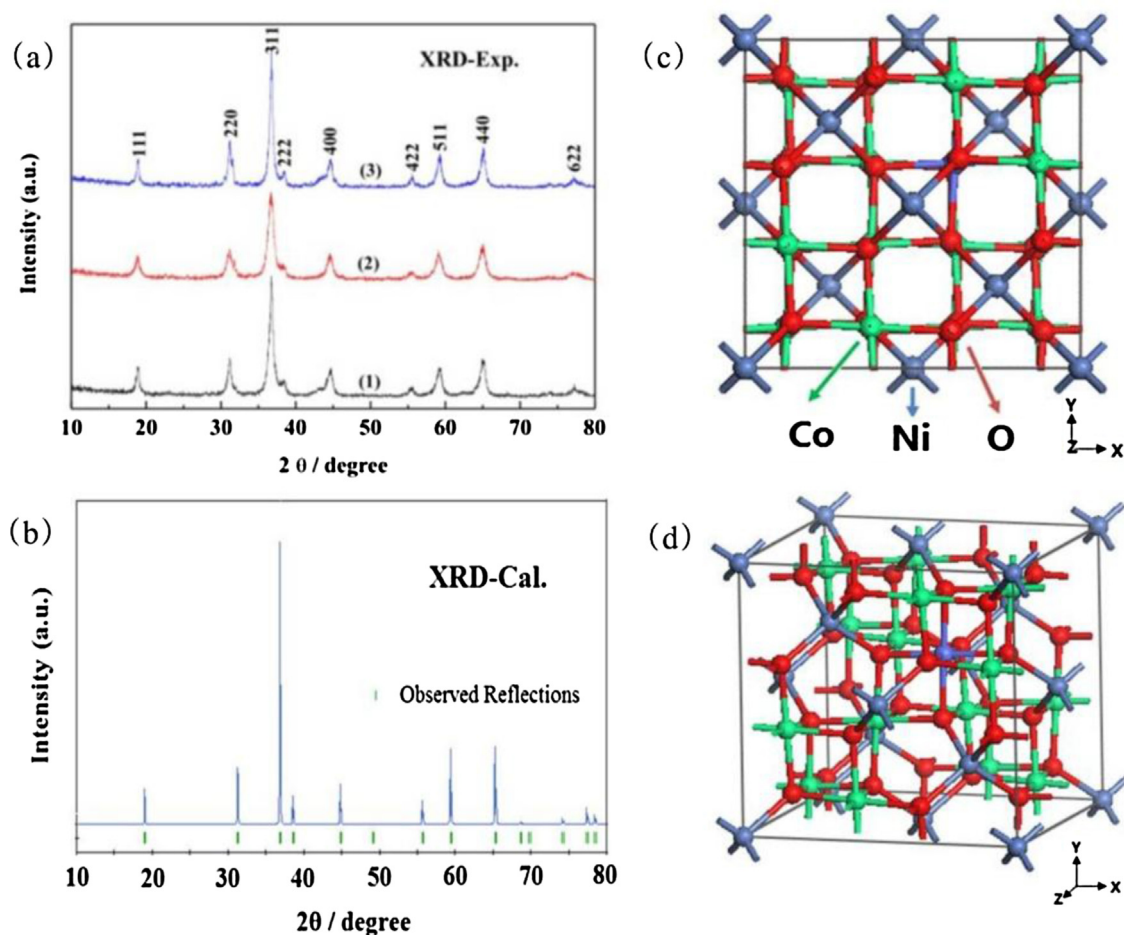 (a)
XRD-Exp.
111
220
311
222
400
422
511
440
622
(3)
(2)
(1)
Intensity (a.u.)
10 20 30 40 50 60 70 80
2 θ / degree
(b)
XRD-Cal.
Observed Reflections
Intensity (a.u.)
10 20 30 40 50 60 70 80
2θ / degree
(c)
Co Ni O
Y
Z X
(d)
Y
Z X